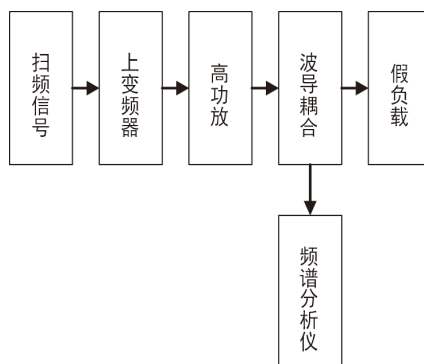 扫频信号
上变频器
高功放
波导耦合
假负载
频谱分析仪